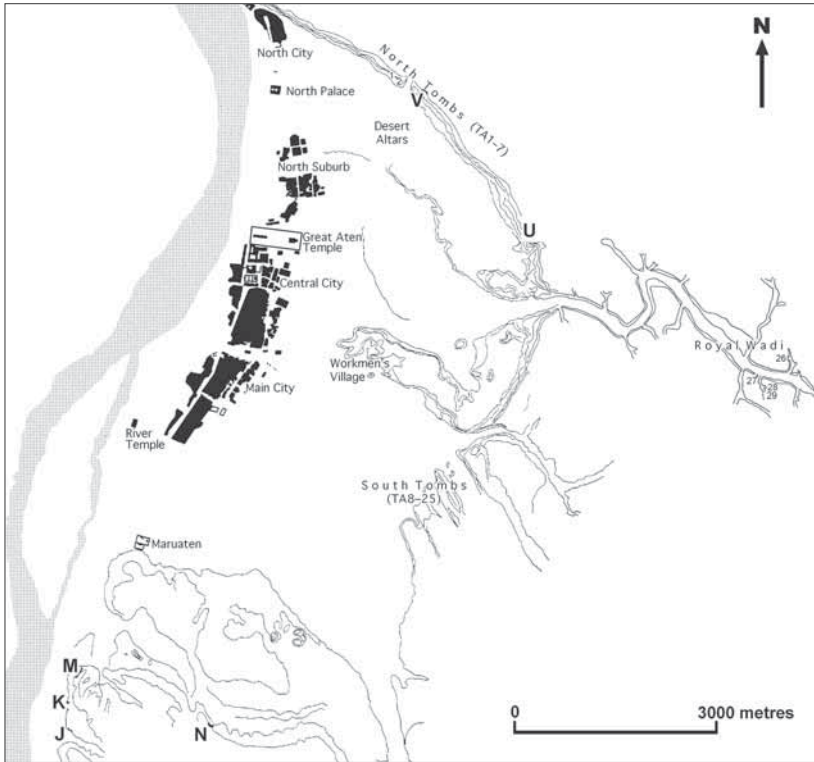 North City
N
North Palace
North Tombs (TA1–7)
V
Desert
Altars
North Suburb
U
Great Aten
Temple
Central City
Royal Wadi
26
27
28
29
Workmen's
Village
Main City
River
Temple
South Tombs
(TA8–25)
Maruaten
M
K
J
N
0
3000 metres